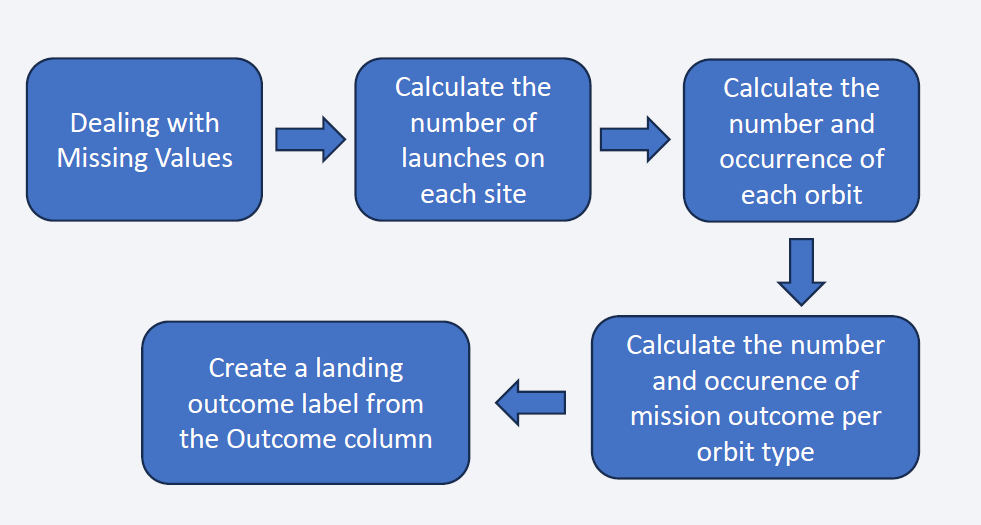 Dealing with
Missing Values
Calculate the
number of
launches on
each site
Calculate the
number and
occurrence of
each orbit
Calculate the number
and occurence of
mission outcome per
orbit type
Create a landing
outcome label from
the Outcome column